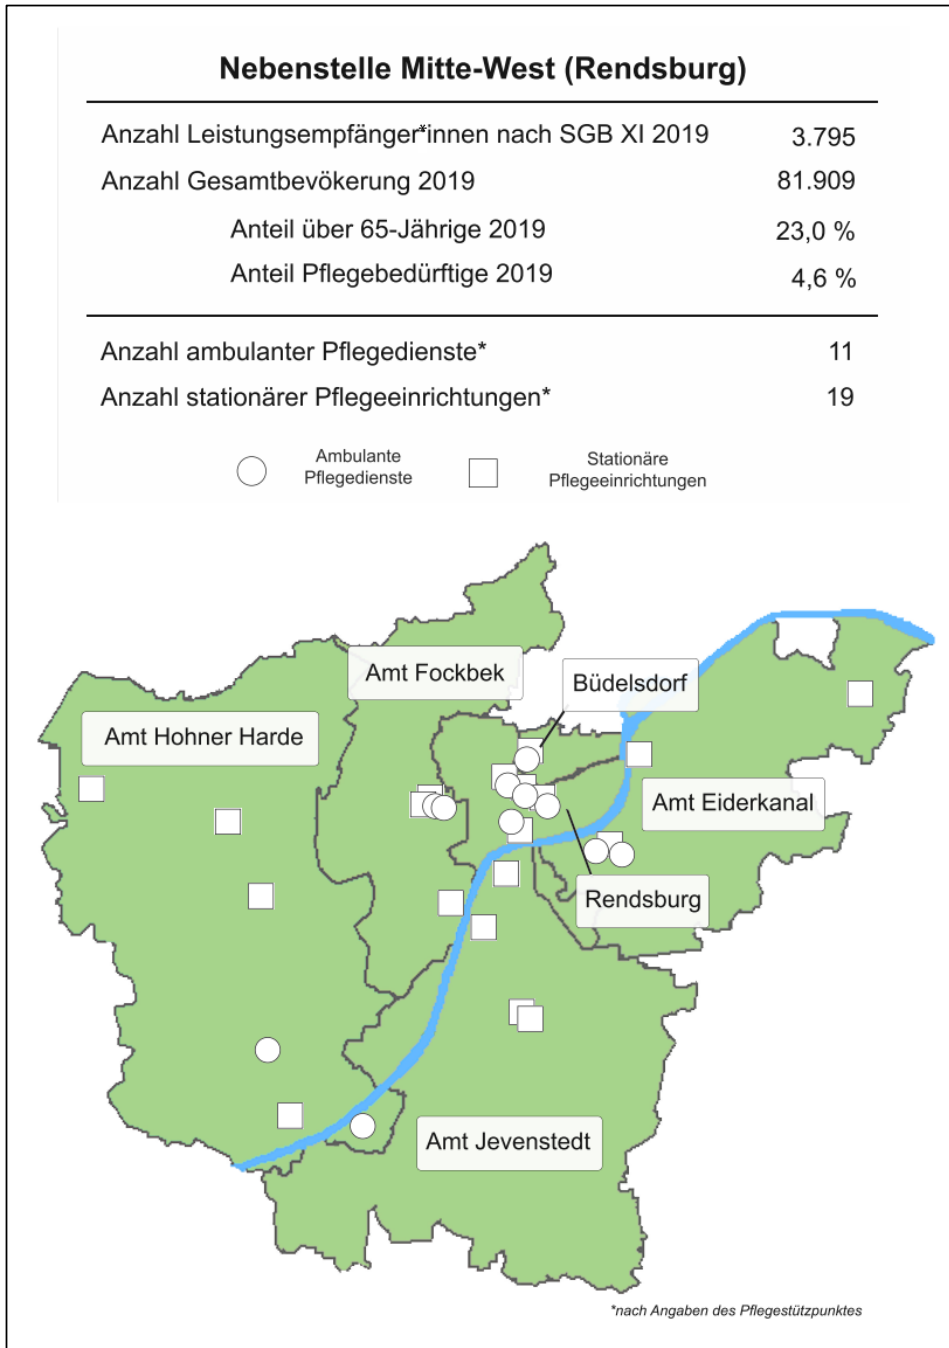 Nebenstelle Mitte-West (Rendsburg)
Anzahl Leistungsempfänger*innen nach SGB XI 2019 3.795
Anzahl Gesamtbevökerung 2019 81.909
Anteil über 65-Jährige 2019 23,0 %
Anteil Pflegebedürftige 2019 4,6 %
Anzahl ambulanter Pflegedienste* 11
Anzahl stationärer Pflegeeinrichtungen* 19
Ambulante
Pflegedienste
Stationäre
Pflegeeinrichtungen
Amt Fockbek
Büdelsdorf
Amt Hohner Harde
Amt Eiderkanal
Rendsburg
Amt Jevenstedt
*nach Angaben des Pflegestützpunktes